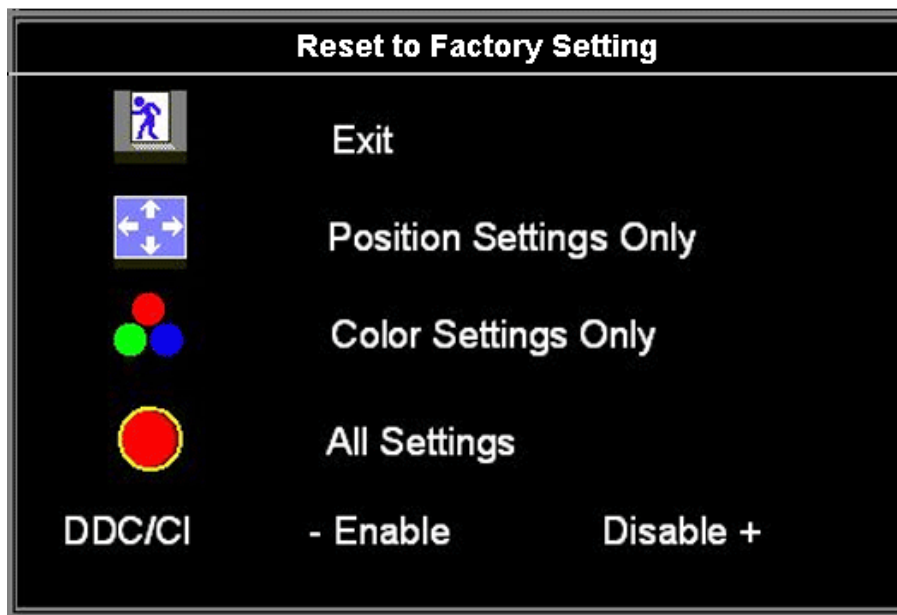 Reset to Factory Setting
Exit
Position Settings Only
Color Settings Only
All Settings
DDC/CI - Enable Disable +